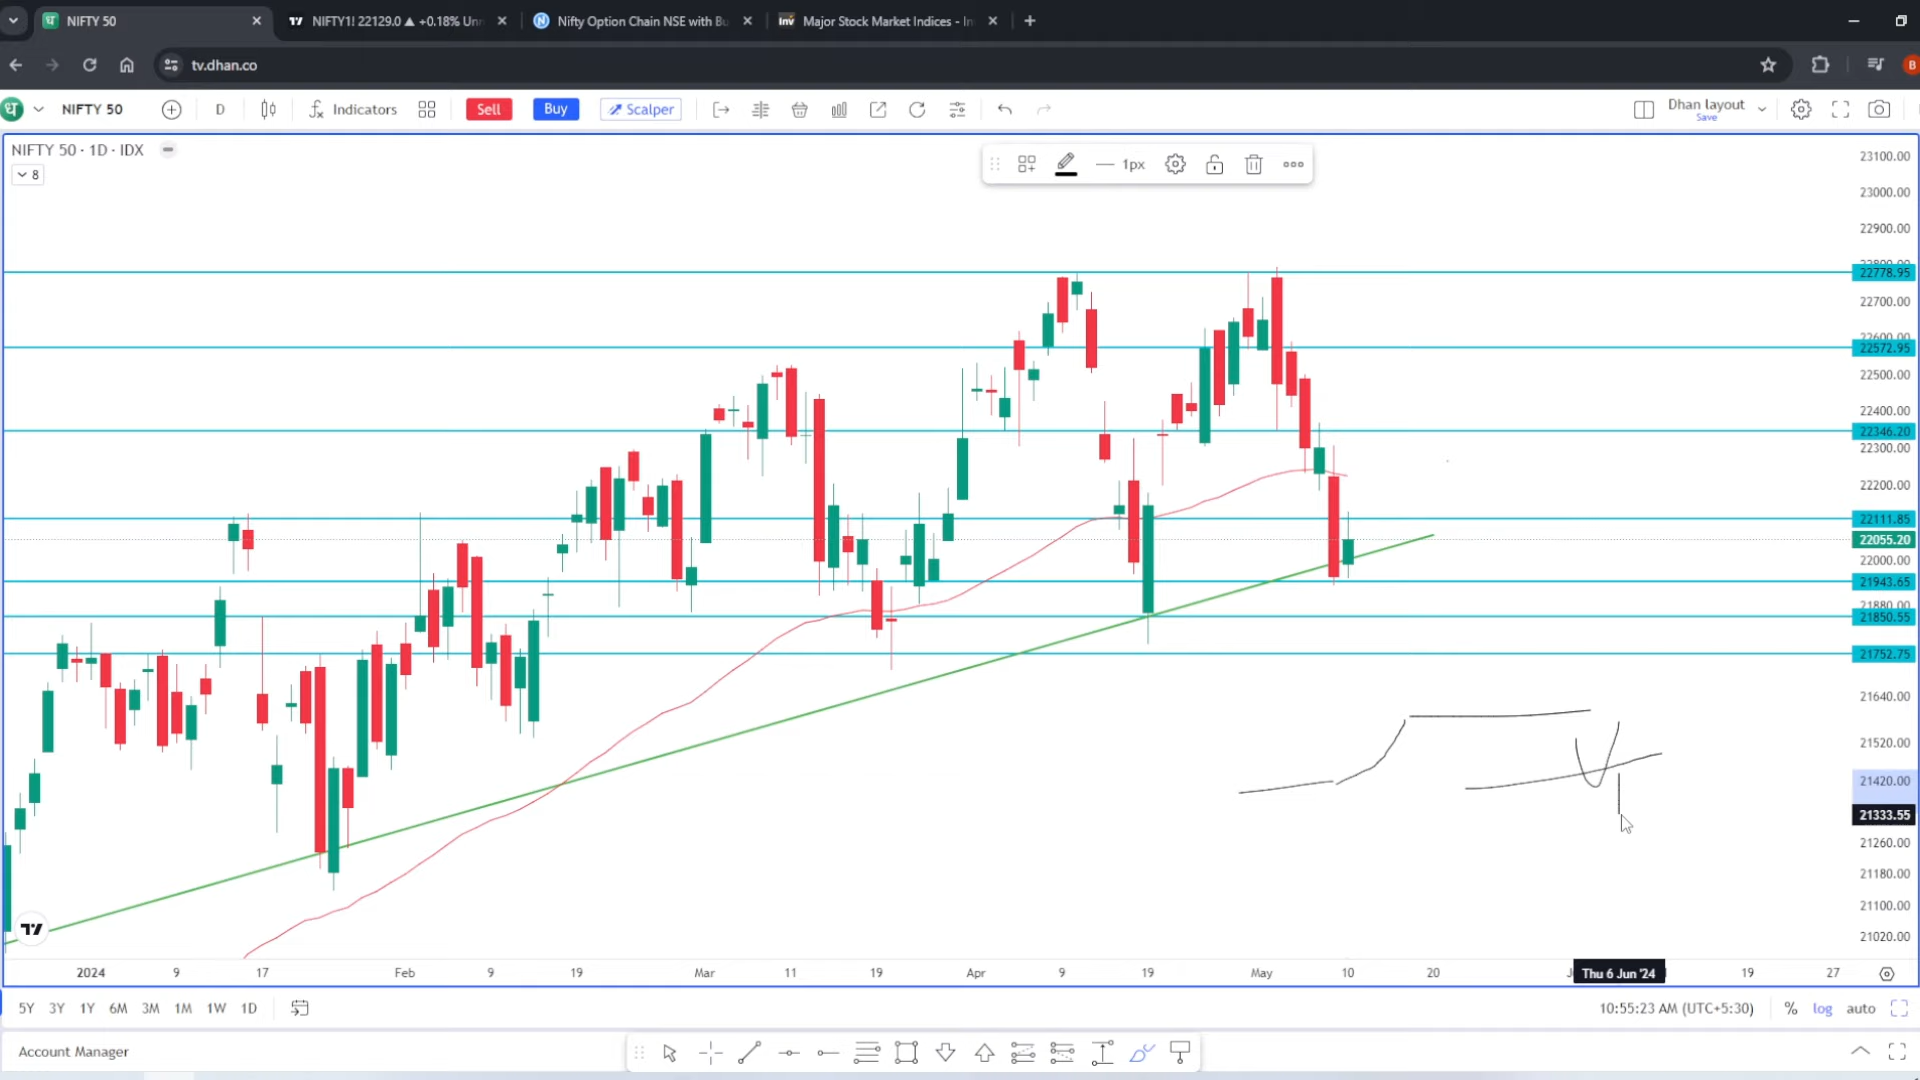 NIFTY 50
NIFTY1! 22129.0 ▲ +0.18% Un
Nifty Option Chain NSE with Bu
Inv Major Stock Market Indices - In
tv.dhan.co
B
NIFTY 50 D Indicators Sell Buy Scalper Dhan layout
Save
NIFTY 50 · 1D · IDX
8
1px
23100.00
23000.00
22900.00
22778.95
22700.00
22572.95
22500.00
22400.00
22346.20
22300.00
22200.00
22111.85
22055.20
22000.00
21943.65
21880.00
21850.55
21752.75
21640.00
21520.00
21420.00
21333.55
21260.00
21180.00
21100.00
21020.00
2024 9 17 Feb 9 19 Mar 11 19 Apr 9 19 May 10 20 Thu 6 Jun '24 19 27
5Y 3Y 1Y 6M 3M 1M 1W 1D 10:55:23 AM (UTC+5:30) % log auto
Account Manager